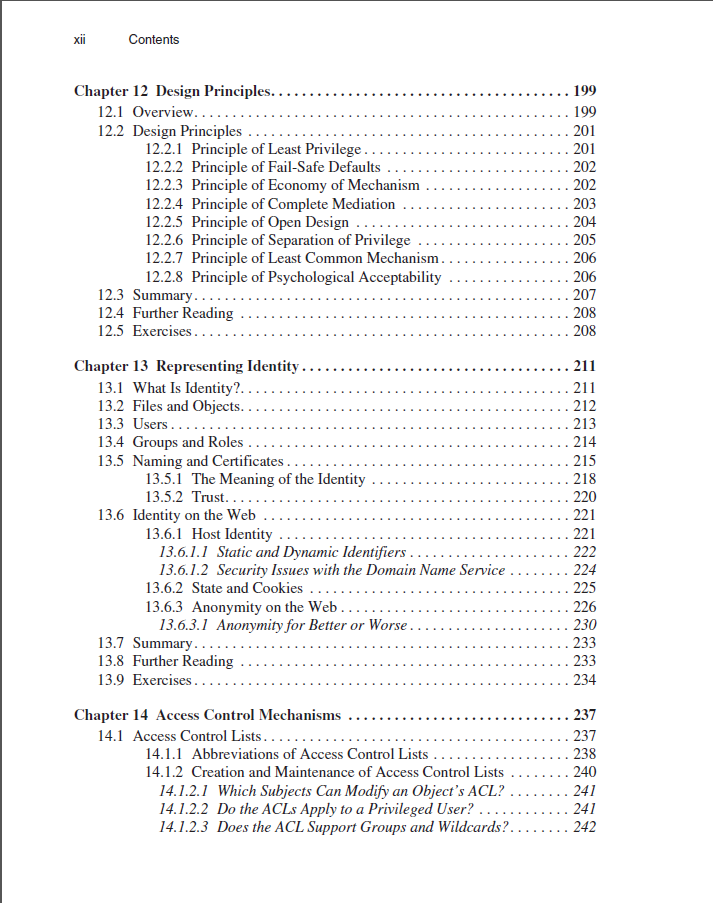 xii Contents
Chapter 12 Design Principles. . . . . . . . . . . . . . . . . . . . . . . . . . . . . . . . . . . . . . . 199
12.1 Overview. . . . . . . . . . . . . . . . . . . . . . . . . . . . . . . . . . . . . . . . . . . . . . . . . 199
12.2 Design Principles . . . . . . . . . . . . . . . . . . . . . . . . . . . . . . . . . . . . . . . . . . 201
12.2.1 Principle of Least Privilege . . . . . . . . . . . . . . . . . . . . . . . . . . . 201
12.2.2 Principle of Fail-Safe Defaults . . . . . . . . . . . . . . . . . . . . . . . . 202
12.2.3 Principle of Economy of Mechanism . . . . . . . . . . . . . . . . . . . 202
12.2.4 Principle of Complete Mediation . . . . . . . . . . . . . . . . . . . . . . 203
12.2.5 Principle of Open Design . . . . . . . . . . . . . . . . . . . . . . . . . . . . 204
12.2.6 Principle of Separation of Privilege . . . . . . . . . . . . . . . . . . . . 205
12.2.7 Principle of Least Common Mechanism . . . . . . . . . . . . . . . . . 206
12.2.8 Principle of Psychological Acceptability . . . . . . . . . . . . . . . . 206
12.3 Summary. . . . . . . . . . . . . . . . . . . . . . . . . . . . . . . . . . . . . . . . . . . . . . . . . 207
12.4 Further Reading . . . . . . . . . . . . . . . . . . . . . . . . . . . . . . . . . . . . . . . . . . . 208
12.5 Exercises . . . . . . . . . . . . . . . . . . . . . . . . . . . . . . . . . . . . . . . . . . . . . . . . . 208
Chapter 13 Representing Identity . . . . . . . . . . . . . . . . . . . . . . . . . . . . . . . . . . . 211
13.1 What Is Identity?. . . . . . . . . . . . . . . . . . . . . . . . . . . . . . . . . . . . . . . . . . . 211
13.2 Files and Objects. . . . . . . . . . . . . . . . . . . . . . . . . . . . . . . . . . . . . . . . . . . 212
13.3 Users . . . . . . . . . . . . . . . . . . . . . . . . . . . . . . . . . . . . . . . . . . . . . . . . . . . . 213
13.4 Groups and Roles . . . . . . . . . . . . . . . . . . . . . . . . . . . . . . . . . . . . . . . . . . 214
13.5 Naming and Certificates . . . . . . . . . . . . . . . . . . . . . . . . . . . . . . . . . . . . . 215
13.5.1 The Meaning of the Identity . . . . . . . . . . . . . . . . . . . . . . . . . . 218
13.5.2 Trust. . . . . . . . . . . . . . . . . . . . . . . . . . . . . . . . . . . . . . . . . . . . . 220
13.6 Identity on the Web . . . . . . . . . . . . . . . . . . . . . . . . . . . . . . . . . . . . . . . . 221
13.6.1 Host Identity . . . . . . . . . . . . . . . . . . . . . . . . . . . . . . . . . . . . . . 221
13.6.1.1 Static and Dynamic Identifiers . . . . . . . . . . . . . . . . . . . . . 222
13.6.1.2 Security Issues with the Domain Name Service . . . . . . . . 224
13.6.2 State and Cookies . . . . . . . . . . . . . . . . . . . . . . . . . . . . . . . . . . 225
13.6.3 Anonymity on the Web . . . . . . . . . . . . . . . . . . . . . . . . . . . . . . 226
13.6.3.1 Anonymity for Better or Worse . . . . . . . . . . . . . . . . . . . . . 230
13.7 Summary. . . . . . . . . . . . . . . . . . . . . . . . . . . . . . . . . . . . . . . . . . . . . . . . . 233
13.8 Further Reading . . . . . . . . . . . . . . . . . . . . . . . . . . . . . . . . . . . . . . . . . . . 233
13.9 Exercises . . . . . . . . . . . . . . . . . . . . . . . . . . . . . . . . . . . . . . . . . . . . . . . . . 234
Chapter 14 Access Control Mechanisms . . . . . . . . . . . . . . . . . . . . . . . . . . . . . 237
14.1 Access Control Lists . . . . . . . . . . . . . . . . . . . . . . . . . . . . . . . . . . . . . . . . 237
14.1.1 Abbreviations of Access Control Lists . . . . . . . . . . . . . . . . . . 238
14.1.2 Creation and Maintenance of Access Control Lists . . . . . . . . 240
14.1.2.1 Which Subjects Can Modify an Object’s ACL? . . . . . . . . 241
14.1.2.2 Do the ACLs Apply to a Privileged User? . . . . . . . . . . . . 241
14.1.2.3 Does the ACL Support Groups and Wildcards? . . . . . . . . 242